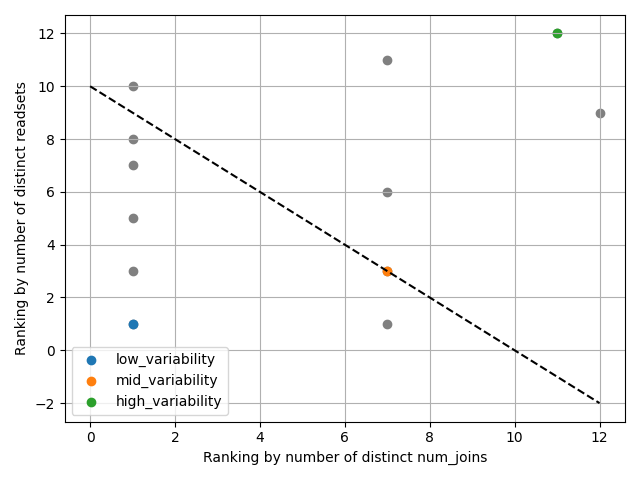 12
10
8
6
4
2
0
−2
Ranking by number of distinct readsets
low_variability
mid_variability
high_variability
0 2 4 6 8 10 12
Ranking by number of distinct num_joins